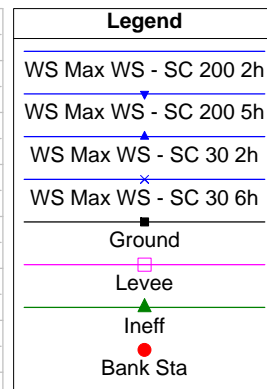 Legend
WS Max WS - SC 200 2h
WS Max WS - SC 200 5h
WS Max WS - SC 30 2h
WS Max WS - SC 30 6h
Ground
Levee
Ineff
Bank Sta